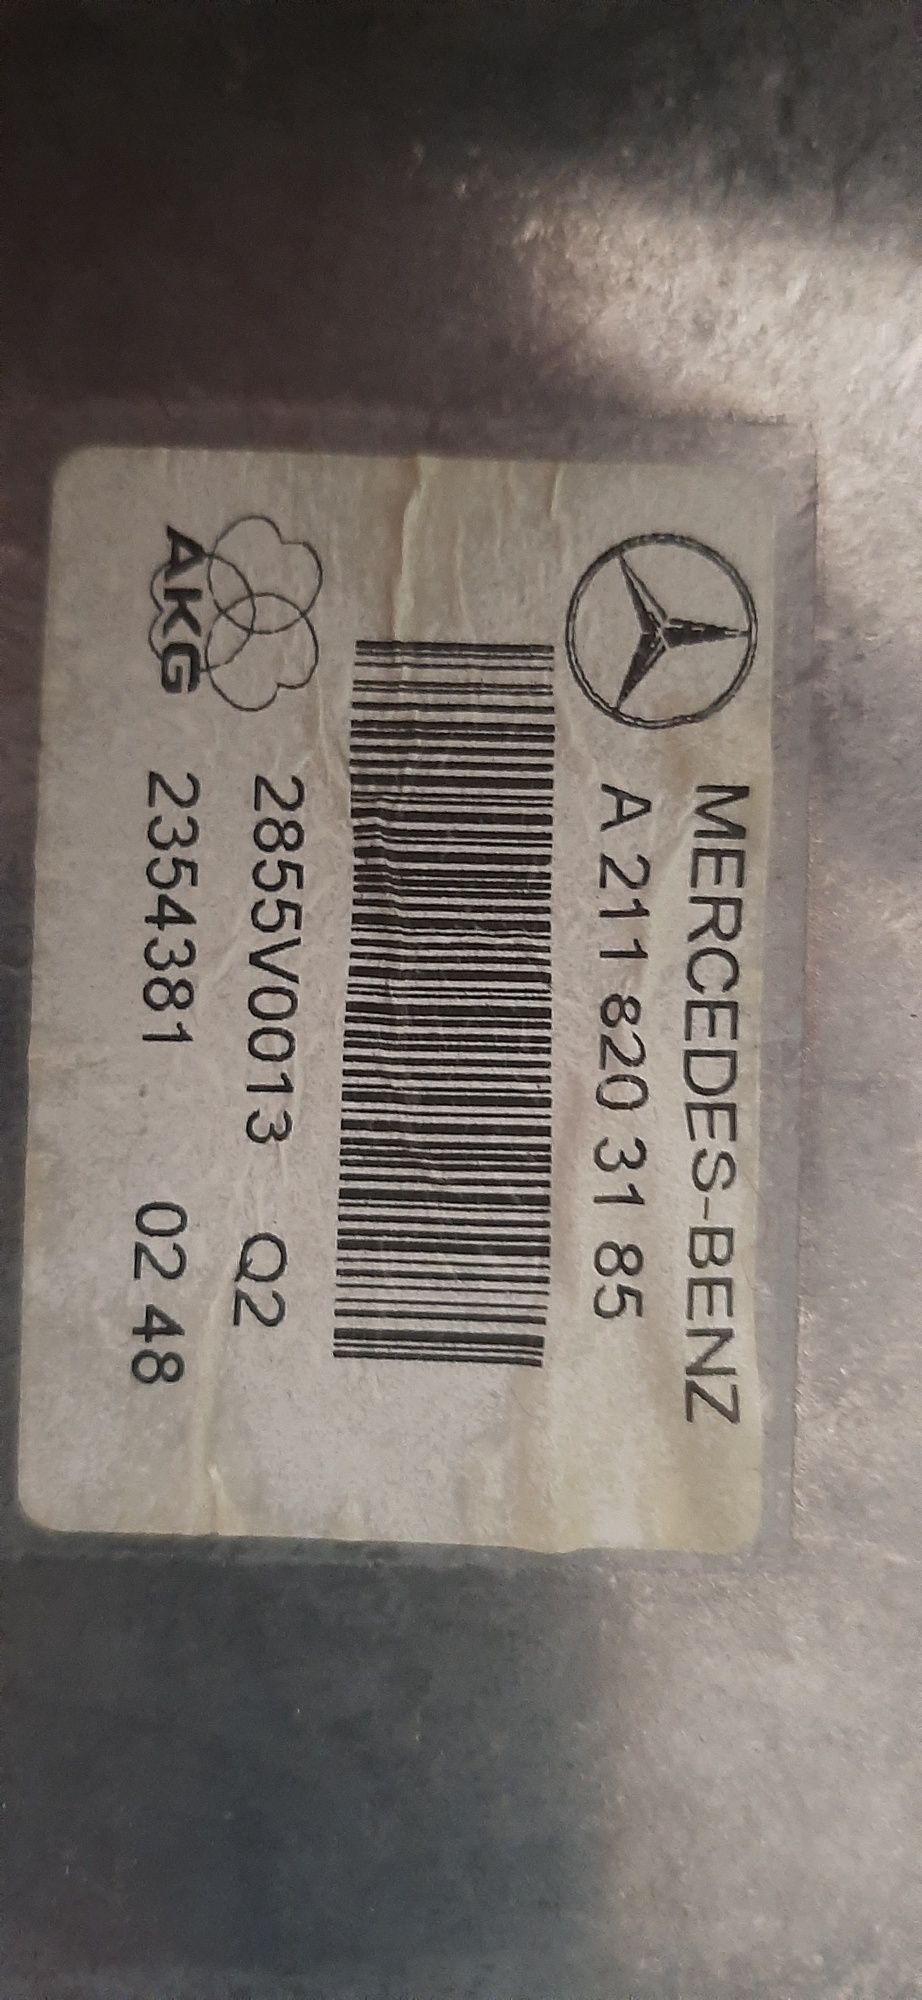 MERCEDES-BENZ
A 211 820 31 85
AKG
2855V0013 Q2
2354381 02 48